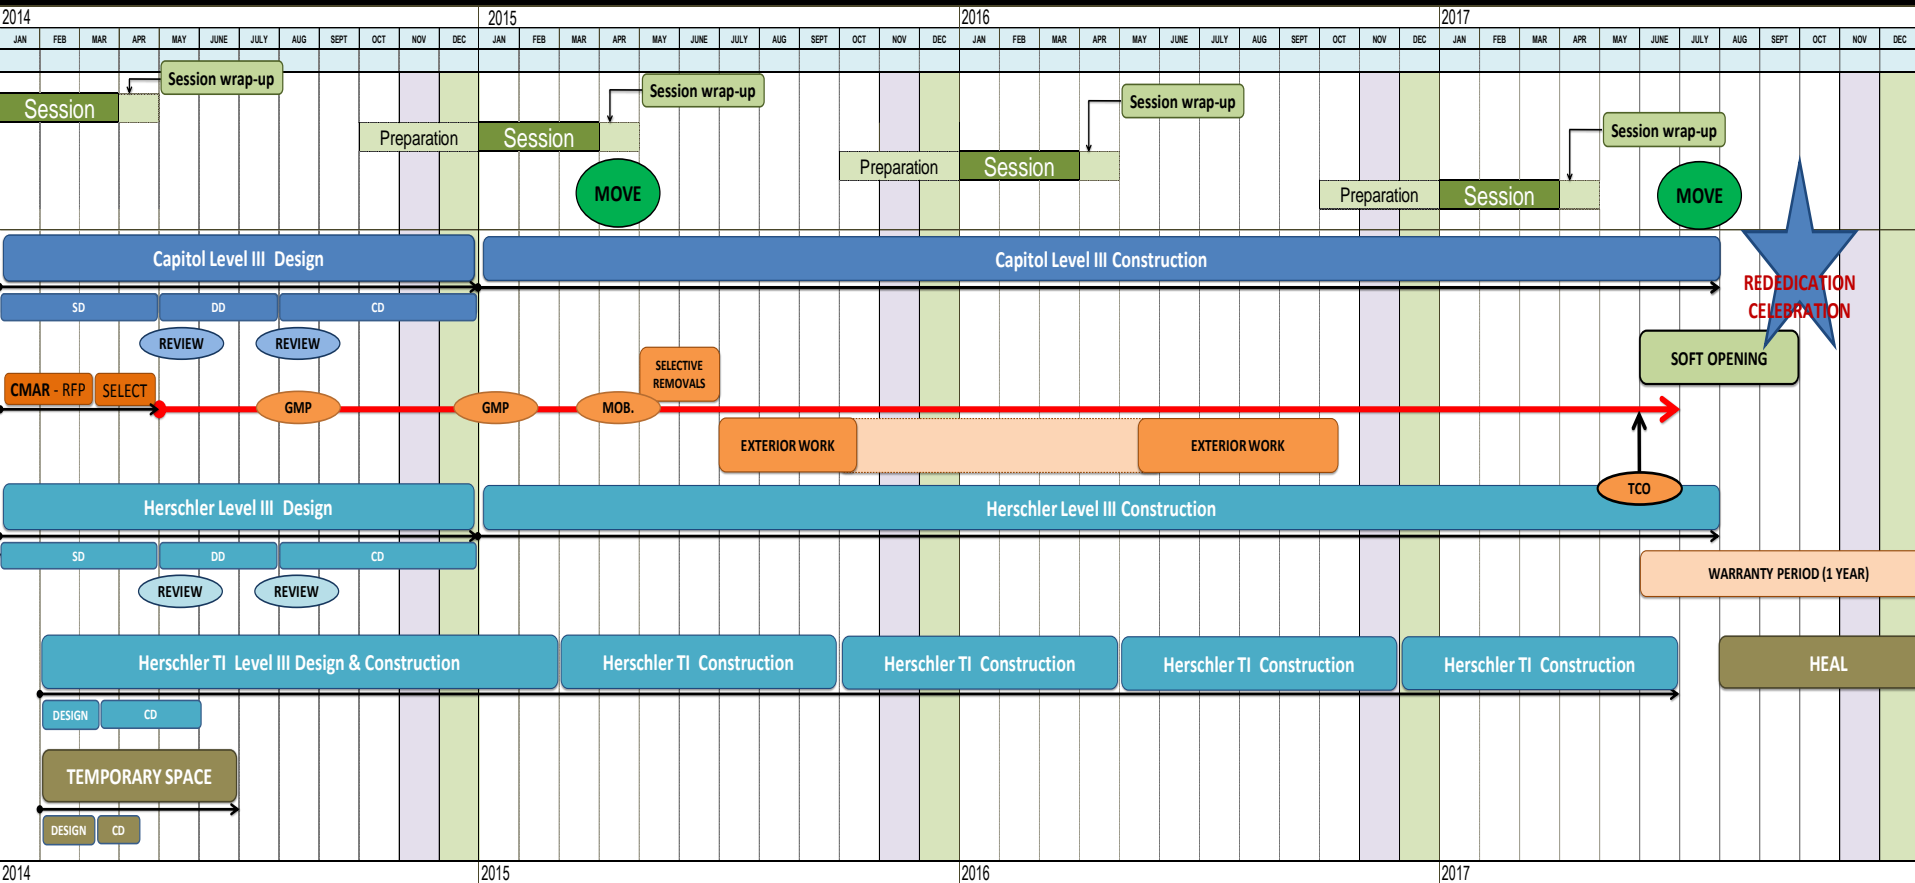 2014 2015 2016 2017
JAN FEB MAR APR MAY JUNE JULY AUG SEPT OCT NOV DEC JAN FEB MAR APR MAY JUNE JULY AUG SEPT OCT NOV DEC JAN FEB MAR APR MAY JUNE JULY AUG SEPT OCT NOV DEC JAN FEB MAR APR MAY JUNE JULY AUG SEPT OCT NOV DEC
Session wrap-up
Session wrap-up
Session wrap-up
Session wrap-up
Session
Preparation Session
Preparation Session
Preparation Session
MOVE
MOVE
Capitol Level III Design
Capitol Level III Construction
REDEDICATION
CELEBRATION
SD DD CD
REVIEW REVIEW
SELECTIVE
REMOVALS
SOFT OPENING
CMAR - RFP SELECT
GMP GMP MOB.
EXTERIOR WORK EXTERIOR WORK
TCO
Herschler Level III Design
Herschler Level III Construction
SD DD CD
WARRANTY PERIOD (1 YEAR)
REVIEW REVIEW
Herschler TI Level III Design & Construction
Herschler TI Construction
Herschler TI Construction
Herschler TI Construction
Herschler TI Construction
HEAL
DESIGN CD
TEMPORARY SPACE
DESIGN CD
2014 2015 2016 2017